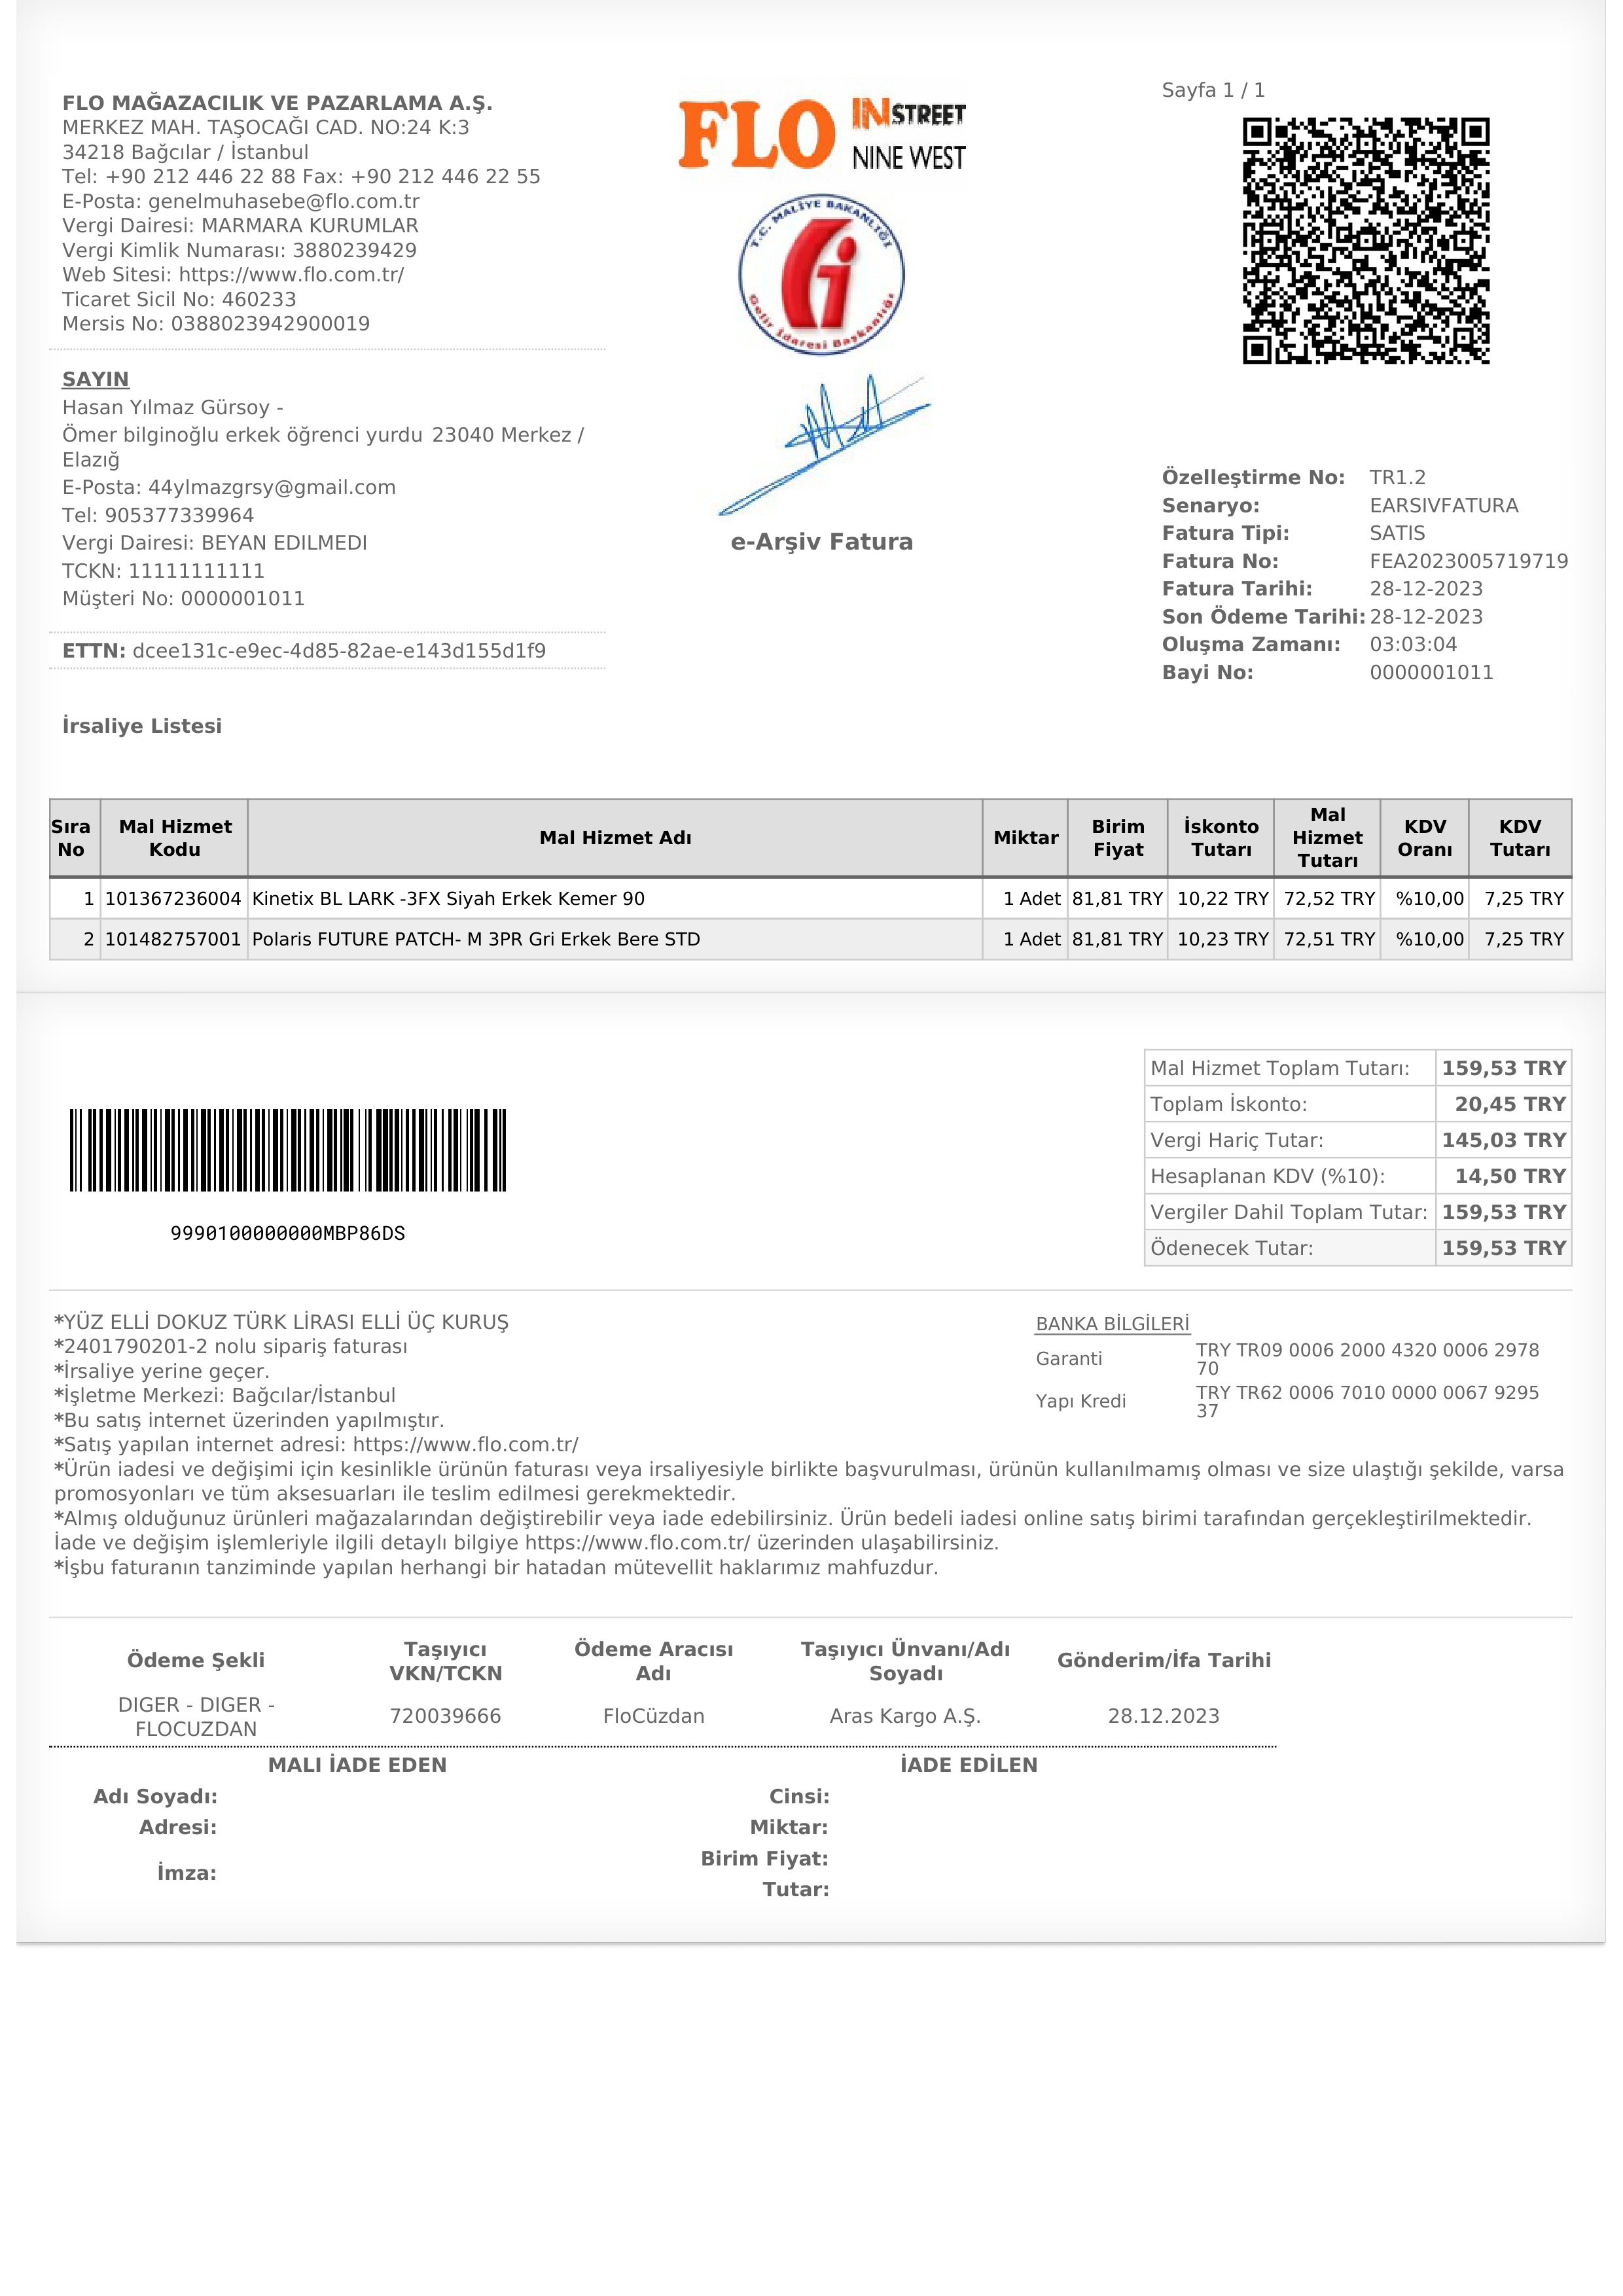 Sayfa 1 / 1
FLO MAĞAZACILIK VE PAZARLAMA A.Ş.
MERKEZ MAH. TAŞOCAĞI CAD. NO:24 K:3
34218 Bağcılar / İstanbul
Tel: +90 212 446 22 88 Fax: +90 212 446 22 55
E-Posta: genelmuhasebe@flo.com.tr
Vergi Dairesi: MARMARA KURUMLAR
Vergi Kimlik Numarası: 3880239429
Web Sitesi: https://www.flo.com.tr/
Ticaret Sicil No: 460233
Mersis No: 0388023942900019
FLO INSTREET
NINE WEST
T.C. MALİYE BAKANLIĞI
Gelir İdaresi Başkanlığı
SAYIN
Hasan Yılmaz Gürsoy -
Ömer bilginoğlu erkek öğrenci yurdu 23040 Merkez /
Elazığ
E-Posta: 44ylmazgrsy@gmail.com
Tel: 905377339964
Vergi Dairesi: BEYAN EDILMEDI
TCKN: 11111111111
Müşteri No: 0000001011
ETTN: dcee131c-e9ec-4d85-82ae-e143d155d1f9
e-Arşiv Fatura
Özelleştirme No: TR1.2
Senaryo: EARSIVFATURA
Fatura Tipi: SATIS
Fatura No: FEA2023005719719
Fatura Tarihi: 28-12-2023
Son Ödeme Tarihi: 28-12-2023
Oluşma Zamanı: 03:03:04
Bayi No: 0000001011
İrsaliye Listesi
Sıra No Mal Hizmet Kodu Mal Hizmet Adı Miktar Birim Fiyat İskonto Tutarı Mal Hizmet Tutarı KDV Oranı KDV Tutarı
1 101367236004 Kinetix BL LARK -3FX Siyah Erkek Kemer 90 1 Adet 81,81 TRY 10,22 TRY 72,52 TRY %10,00 7,25 TRY
2 101482757001 Polaris FUTURE PATCH- M 3PR Gri Erkek Bere STD 1 Adet 81,81 TRY 10,23 TRY 72,51 TRY %10,00 7,25 TRY
9990100000000MBP86DS
Mal Hizmet Toplam Tutarı: 159,53 TRY
Toplam İskonto: 20,45 TRY
Vergi Hariç Tutar: 145,03 TRY
Hesaplanan KDV (%10): 14,50 TRY
Vergiler Dahil Toplam Tutar: 159,53 TRY
Ödenecek Tutar: 159,53 TRY
*YÜZ ELLİ DOKUZ TÜRK LİRASI ELLİ ÜÇ KURUŞ
*2401790201-2 nolu sipariş faturası
*İrsaliye yerine geçer.
*İşletme Merkezi: Bağcılar/İstanbul
*Bu satış internet üzerinden yapılmıştır.
*Satış yapılan internet adresi: https://www.flo.com.tr/
BANKA BİLGİLERİ
Garanti TRY TR09 0006 2000 4320 0006 2978
70
Yapı Kredi TRY TR62 0006 7010 0000 0067 9295
37
*Ürün iadesi ve değişimi için kesinlikle ürünün faturası veya irsaliyesiyle birlikte başvurulması, ürünün kullanılmamış olması ve size ulaştığı şekilde, varsa
promosyonları ve tüm aksesuarları ile teslim edilmesi gerekmektedir.
*Almış olduğunuz ürünleri mağazalarından değiştirebilir veya iade edebilirsiniz. Ürün bedeli iadesi online satış birimi tarafından gerçekleştirilmektedir.
İade ve değişim işlemleriyle ilgili detaylı bilgiye https://www.flo.com.tr/ üzerinden ulaşabilirsiniz.
*İşbu faturanın tanziminde yapılan herhangi bir hatadan mütevellit haklarımız mahfuzdur.
Ödeme Şekli Taşıyıcı VKN/TCKN Ödeme Aracısı Adı Taşıyıcı Ünvanı/Adı Soyadı Gönderim/İfa Tarihi
DIGER - DIGER - FLOCUZDAN 720039666 FloCüzdan Aras Kargo A.Ş. 28.12.2023
MALI İADE EDEN İADE EDİLEN
Adı Soyadı: Cinsi:
Adresi: Miktar:
Birim Fiyat:
İmza:
Tutar: